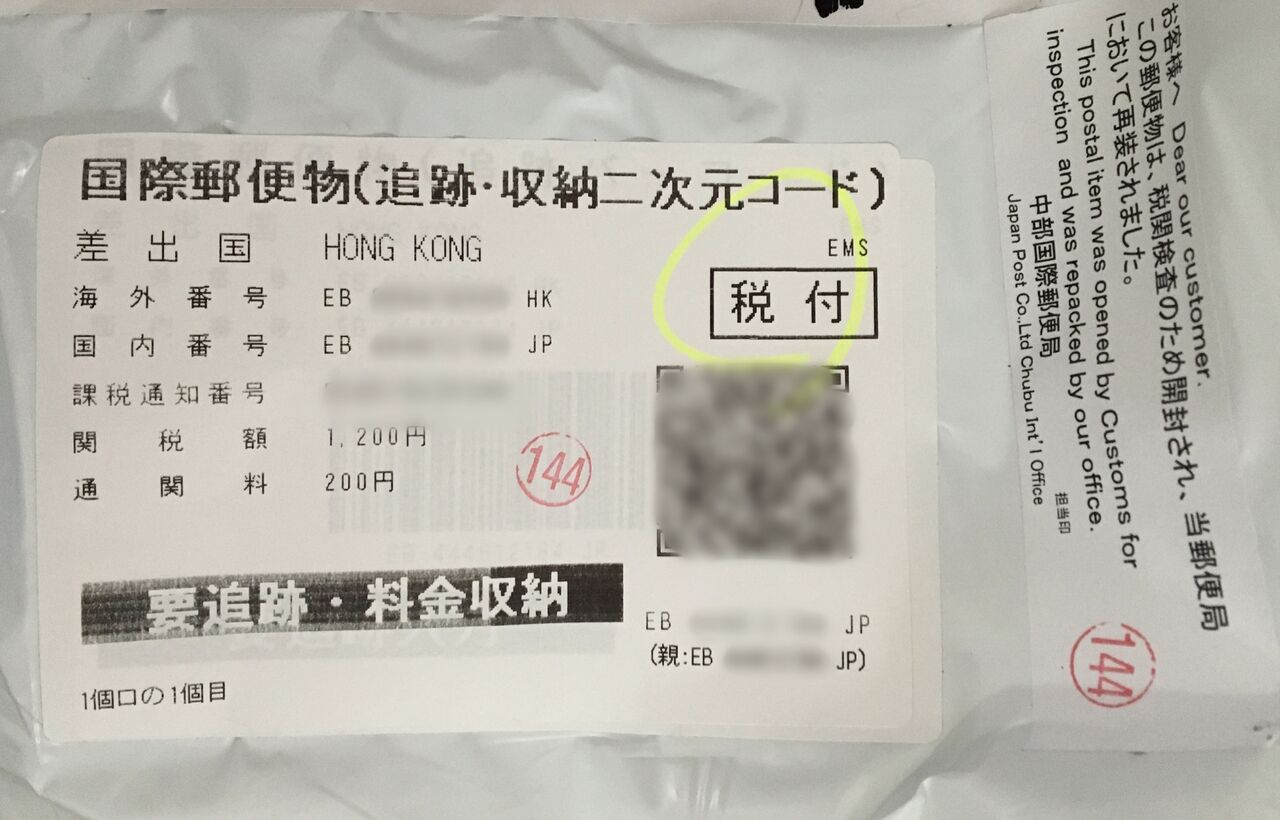 国際郵便物(追跡・収納二次元コード)
差出国 HONG KONG
EMS
海外番号 EB HK
税付
国内番号 EB JP
課税通知番号
関税額 1,200円
通関料 200円
144
要追跡・料金収納
EB JP
(親:EB JP)
1個口の1個目
お客様へ Dear our customer.
この郵便物は、税関検査のため開封され、当郵便局
において再装されました。
This postal item was opened by Customs for
inspection and was repacked by our office.
中部国際郵便局
Japan Post Co.,Ltd Chubu Int'l Office
担当印
144